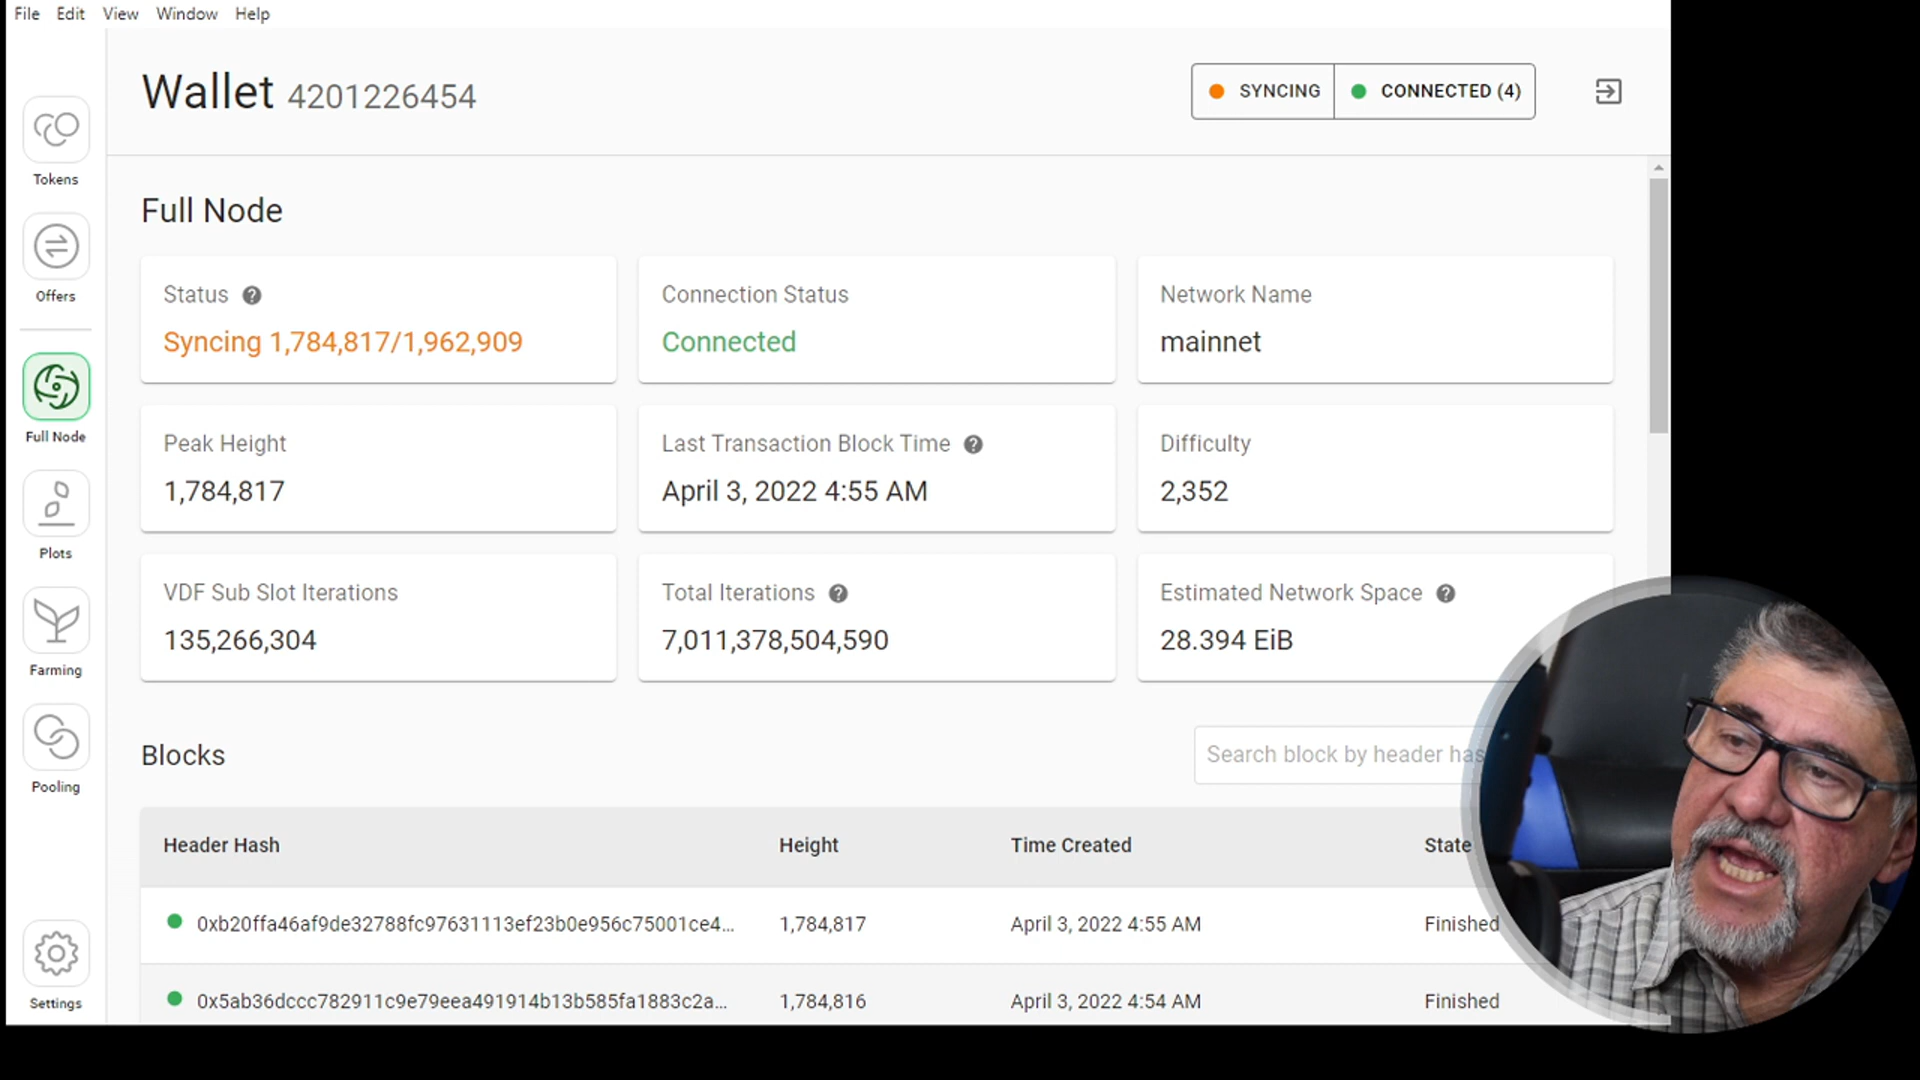 File Edit View Window Help
Wallet 4201226454
SYNCING
CONNECTED (4)
Tokens
Offers
Full Node
Plots
Farming
Pooling
Settings
Full Node
Status
Syncing 1,784,817/1,962,909
Connection Status
Connected
Network Name
mainnet
Peak Height
1,784,817
Last Transaction Block Time
April 3, 2022 4:55 AM
Difficulty
2,352
VDF Sub Slot Iterations
135,266,304
Total Iterations
7,011,378,504,590
Estimated Network Space
28.394 EiB
Blocks
Search block by header has
Header Hash Height Time Created State
0xb20ffa46af9de32788fc97631113ef23b0e956c75001ce4... 1,784,817 April 3, 2022 4:55 AM Finished
0x5ab36dccc782911c9e79eea491914b13b585fa1883c2a... 1,784,816 April 3, 2022 4:54 AM Finished